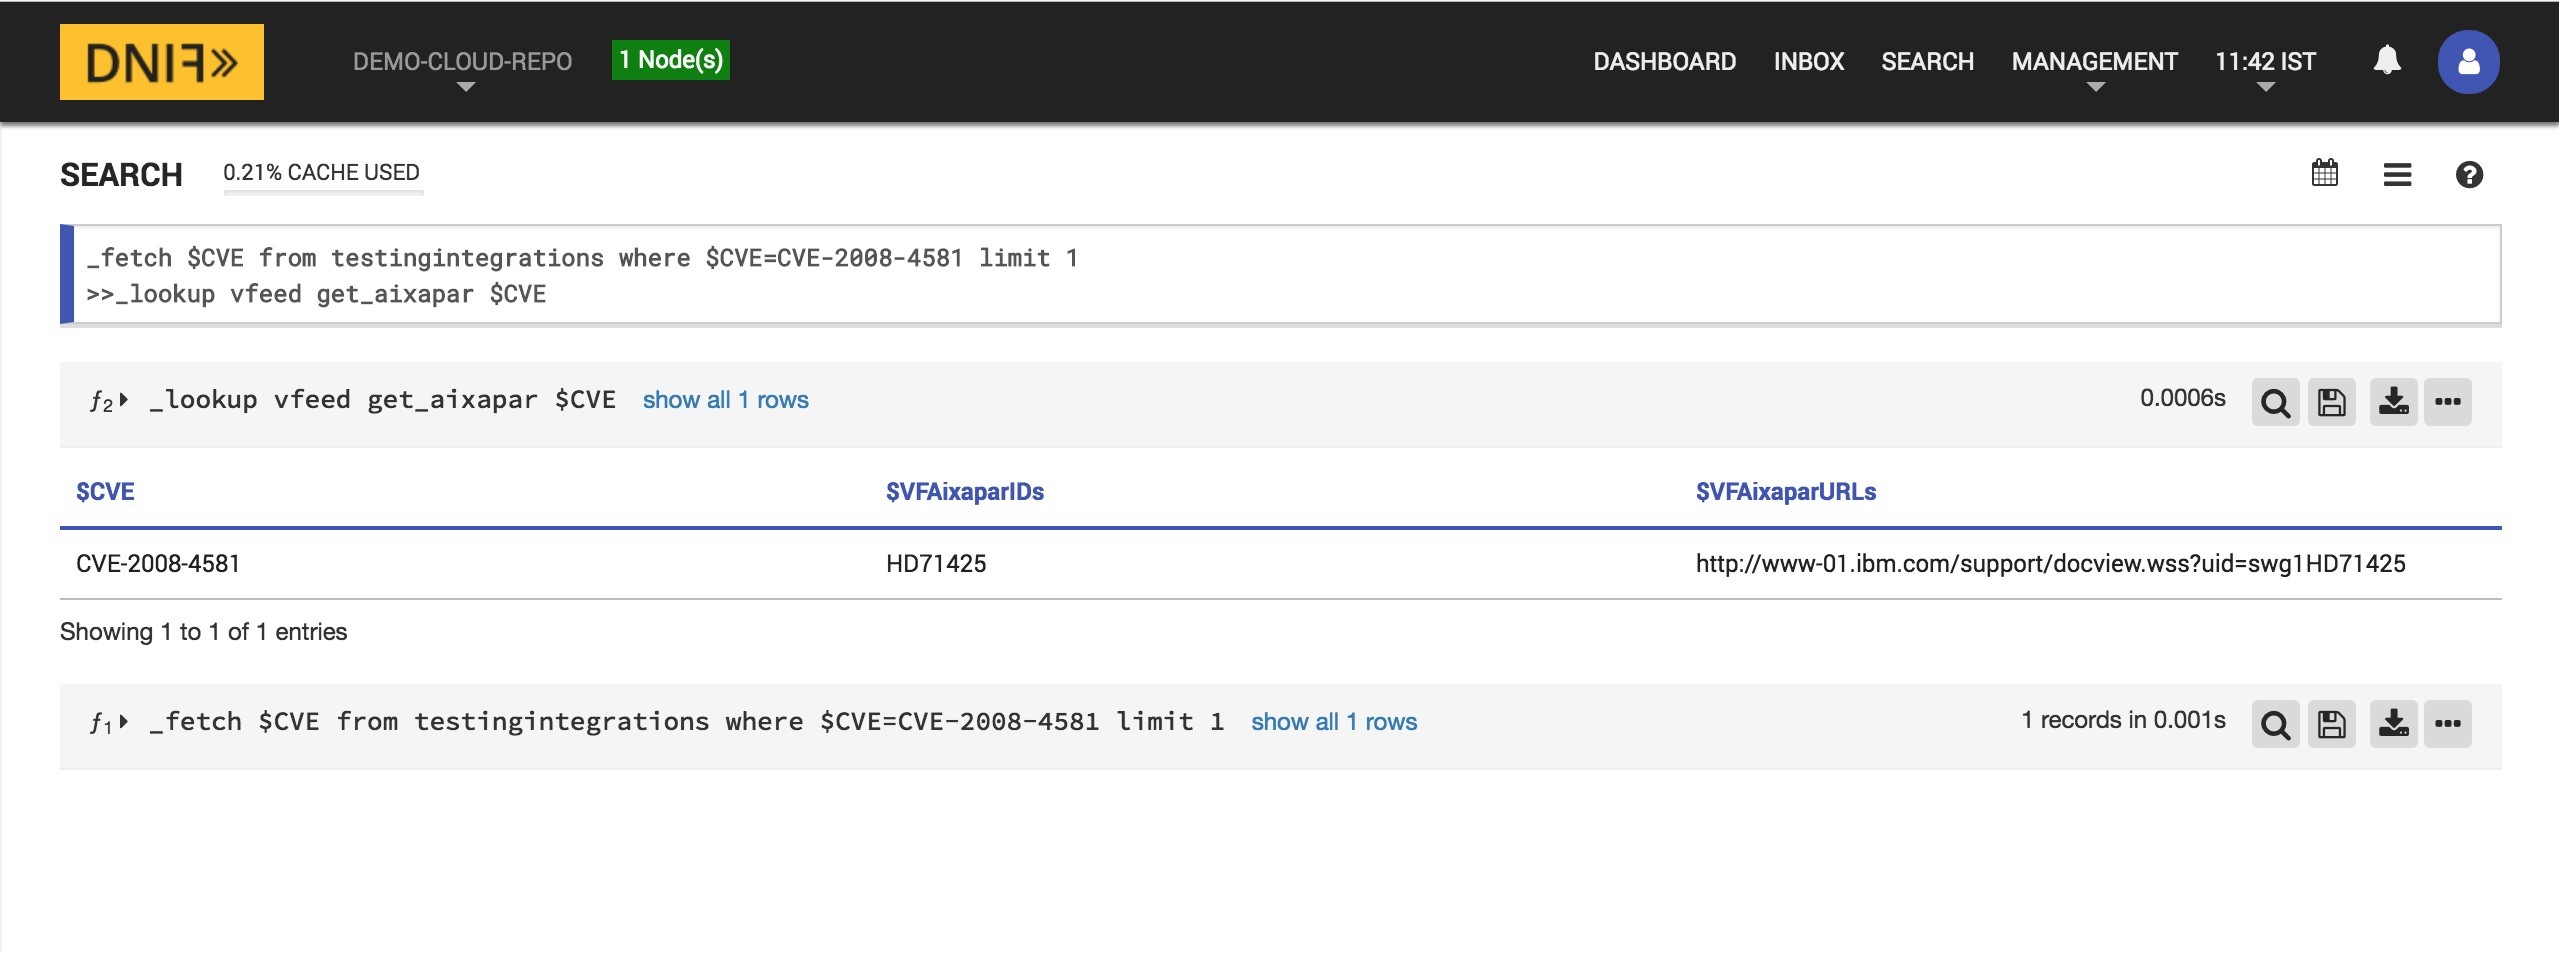 DNIF»
DEMO-CLOUD-REPO
1 Node(s)
DASHBOARD INBOX SEARCH MANAGEMENT 11:42 IST
SEARCH 0.21% CACHE USED
_fetch $CVE from testingintegrations where $CVE=CVE-2008-4581 limit 1
>>_lookup vfeed get_aixapar $CVE
ƒ2 _lookup vfeed get_aixapar $CVE show all 1 rows 0.0006s
$CVE $VFAixaparIDs $VFAixaparURLs
CVE-2008-4581 HD71425 http://www-01.ibm.com/support/docview.wss?uid=swg1HD71425
Showing 1 to 1 of 1 entries
ƒ1 _fetch $CVE from testingintegrations where $CVE=CVE-2008-4581 limit 1 show all 1 rows 1 records in 0.001s